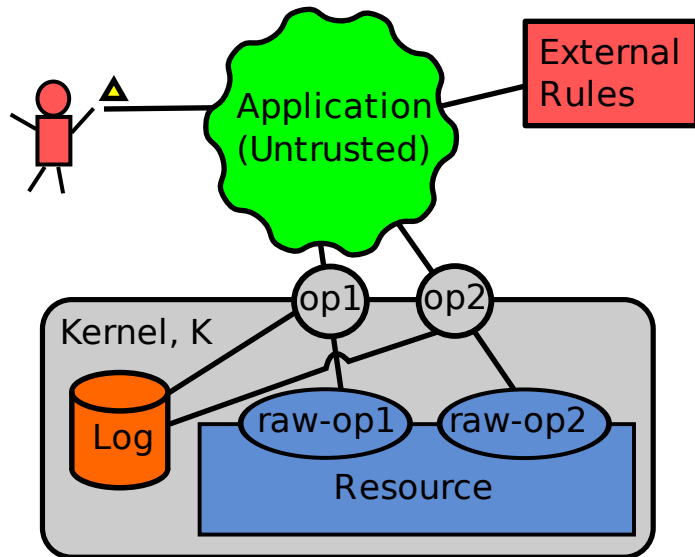 Application
(Untrusted)
External
Rules
op1
op2
Kernel, K
Log
raw-op1
raw-op2
Resource